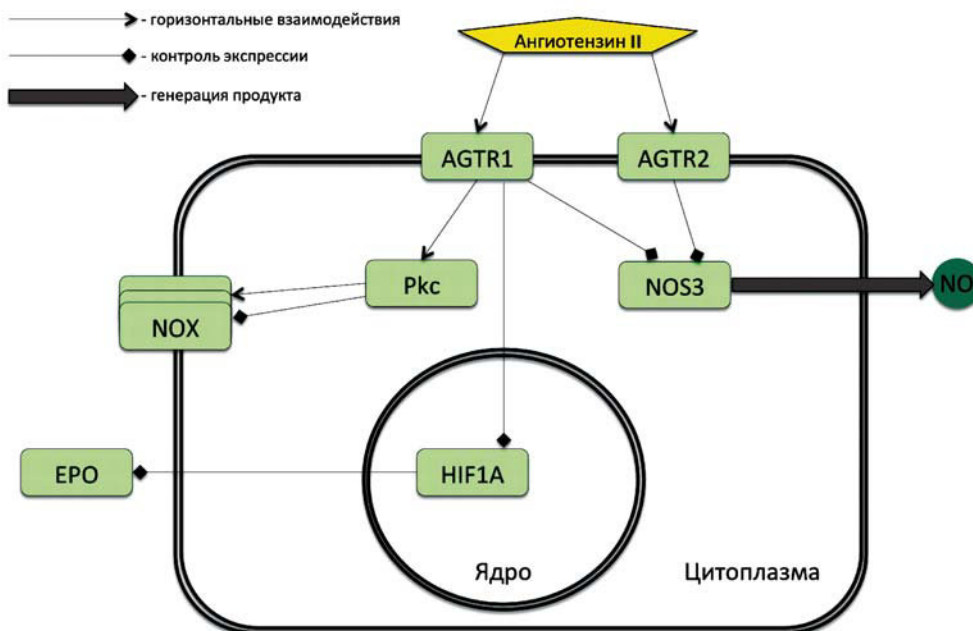 - горизонтальные взаимодействия
- контроль экспрессии
- генерация продукта
Ангиотензин II
AGTR1
AGTR2
Pkc
NOS3
NO
NOX
EPO
HIF1A
Ядро
Цитоплазма